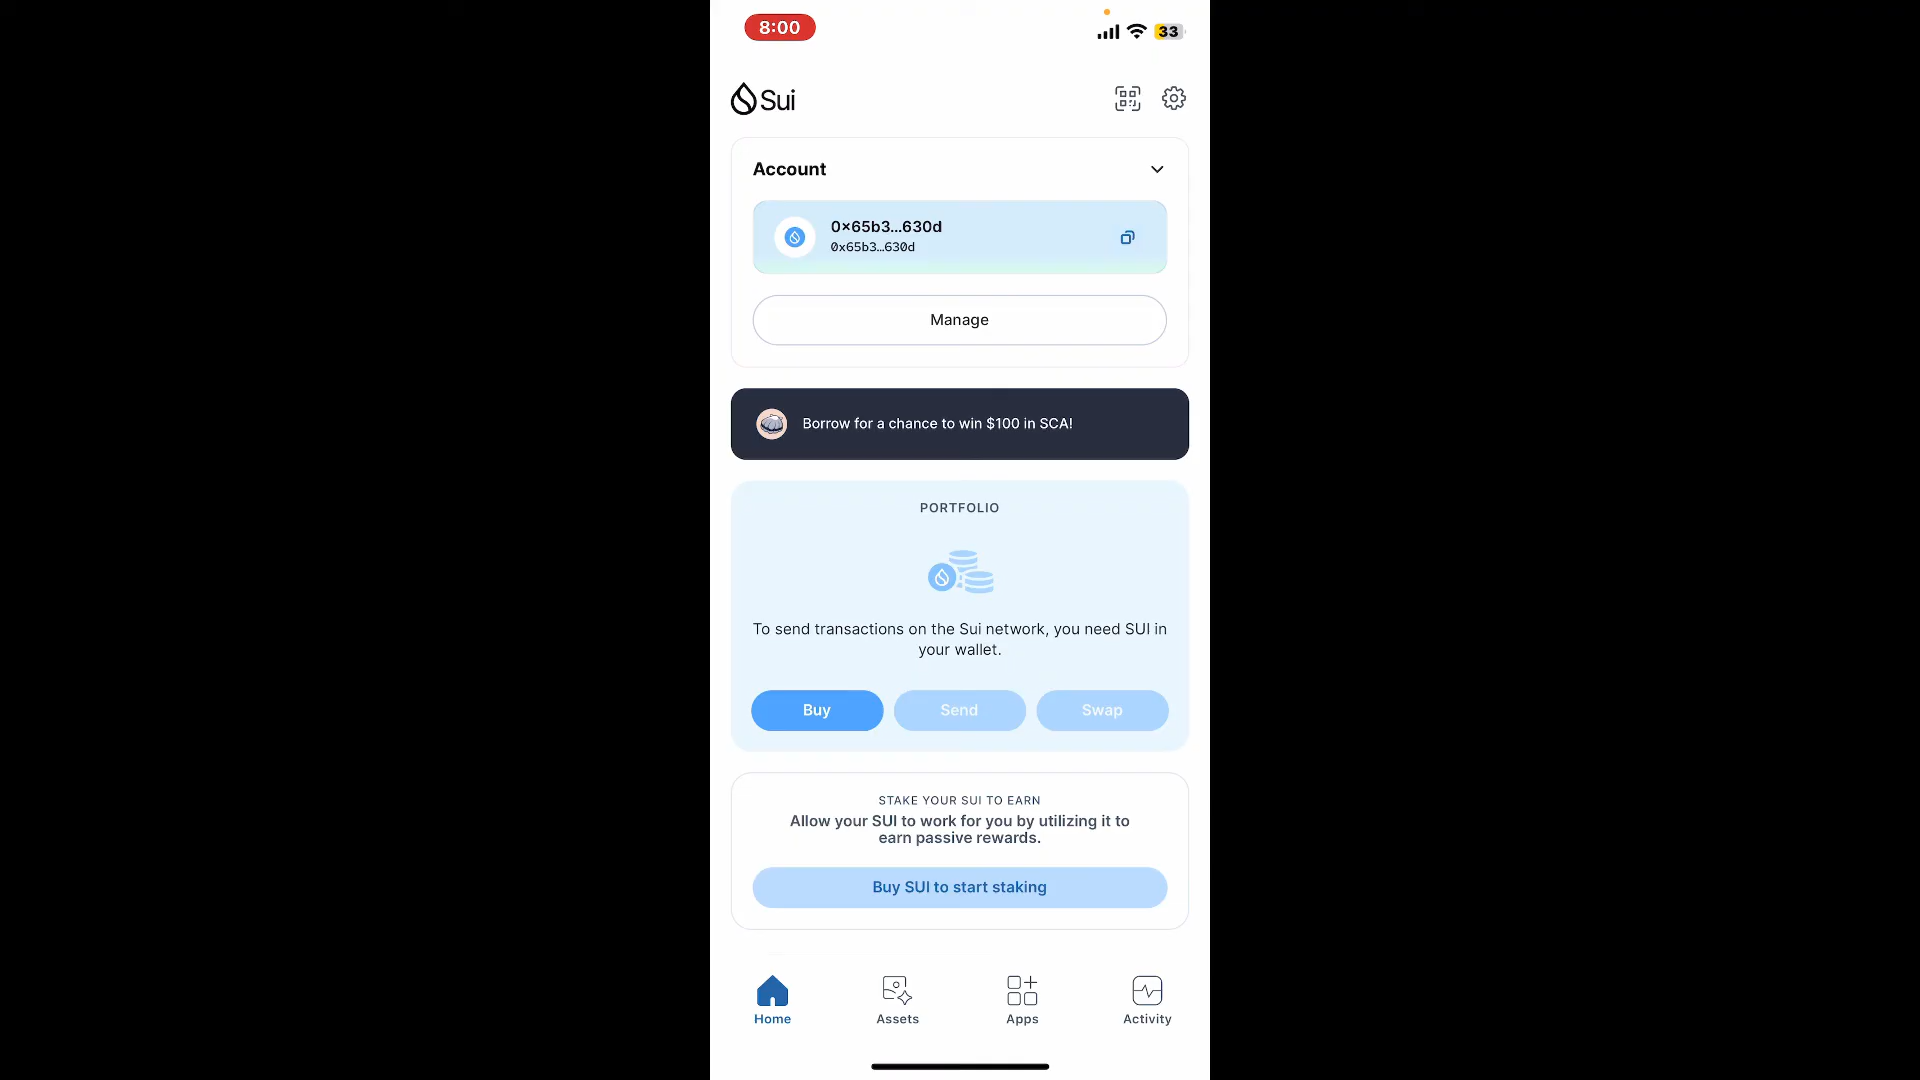 8:00
33
Sui
Account
0×65b3...630d
0x65b3…630d
Manage
Borrow for a chance to win $100 in SCA!
PORTFOLIO
To send transactions on the Sui network, you need SUI in
your wallet.
Buy
Send
Swap
STAKE YOUR SUI TO EARN
Allow your SUI to work for you by utilizing it to
earn passive rewards.
Buy SUI to start staking
Home
Assets
Apps
Activity